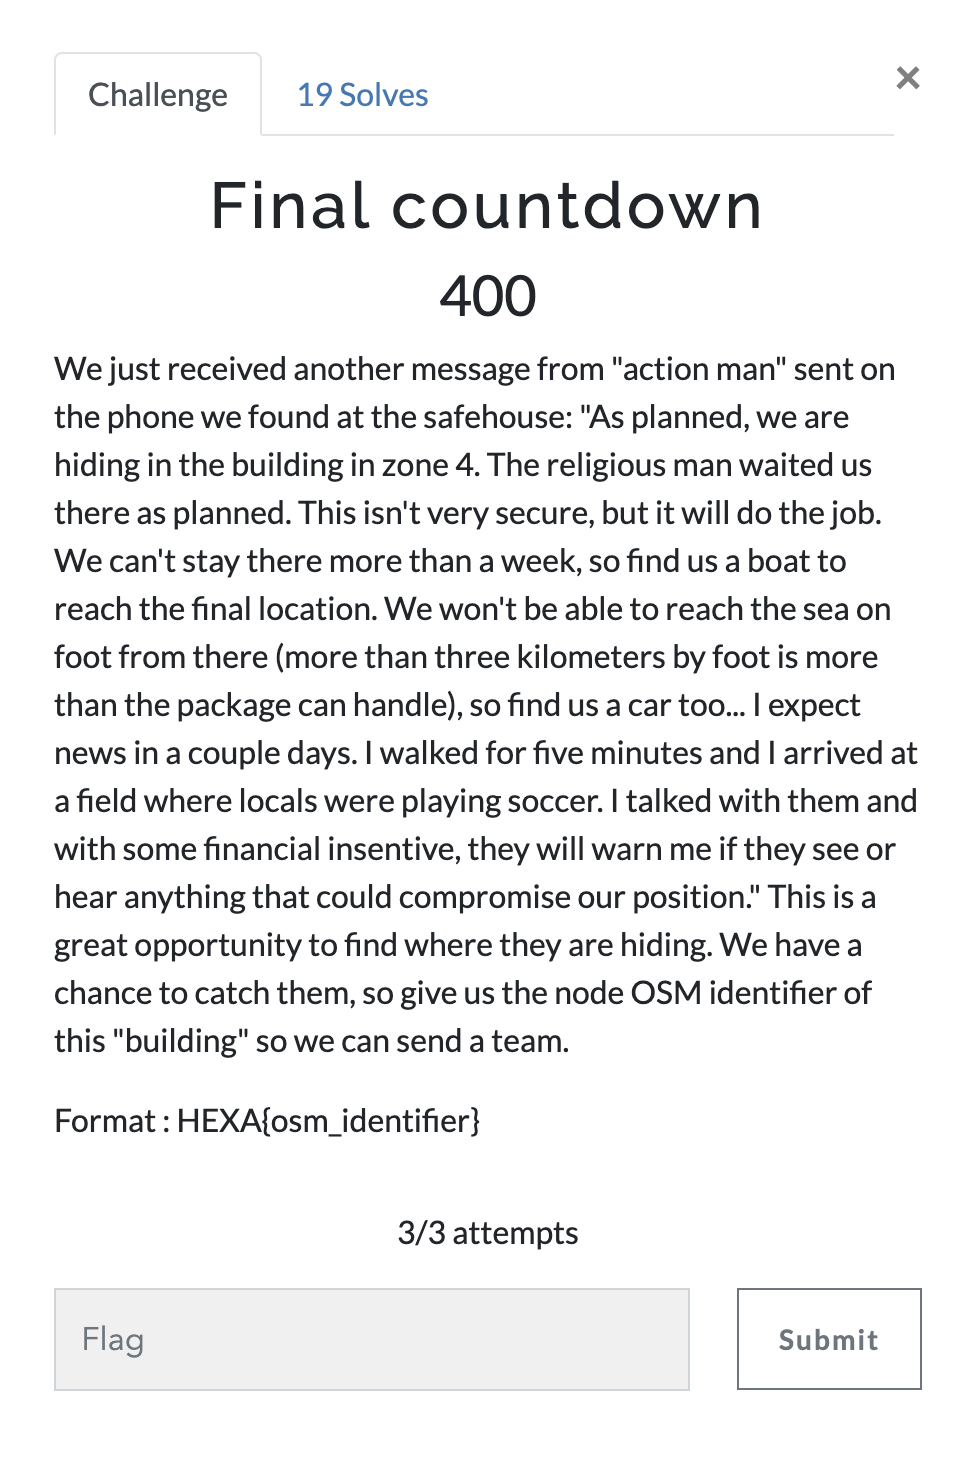 Challenge
19 Solves
×
Final countdown
400
We just received another message from "action man" sent on
the phone we found at the safehouse: "As planned, we are
hiding in the building in zone 4. The religious man waited us
there as planned. This isn't very secure, but it will do the job.
We can't stay there more than a week, so find us a boat to
reach the final location. We won't be able to reach the sea on
foot from there (more than three kilometers by foot is more
than the package can handle), so find us a car too... I expect
news in a couple days. I walked for five minutes and I arrived at
a field where locals were playing soccer. I talked with them and
with some financial insentive, they will warn me if they see or
hear anything that could compromise our position." This is a
great opportunity to find where they are hiding. We have a
chance to catch them, so give us the node OSM identifier of
this "building" so we can send a team.
Format : HEXA{osm_identifier}
3/3 attempts
Flag
Submit